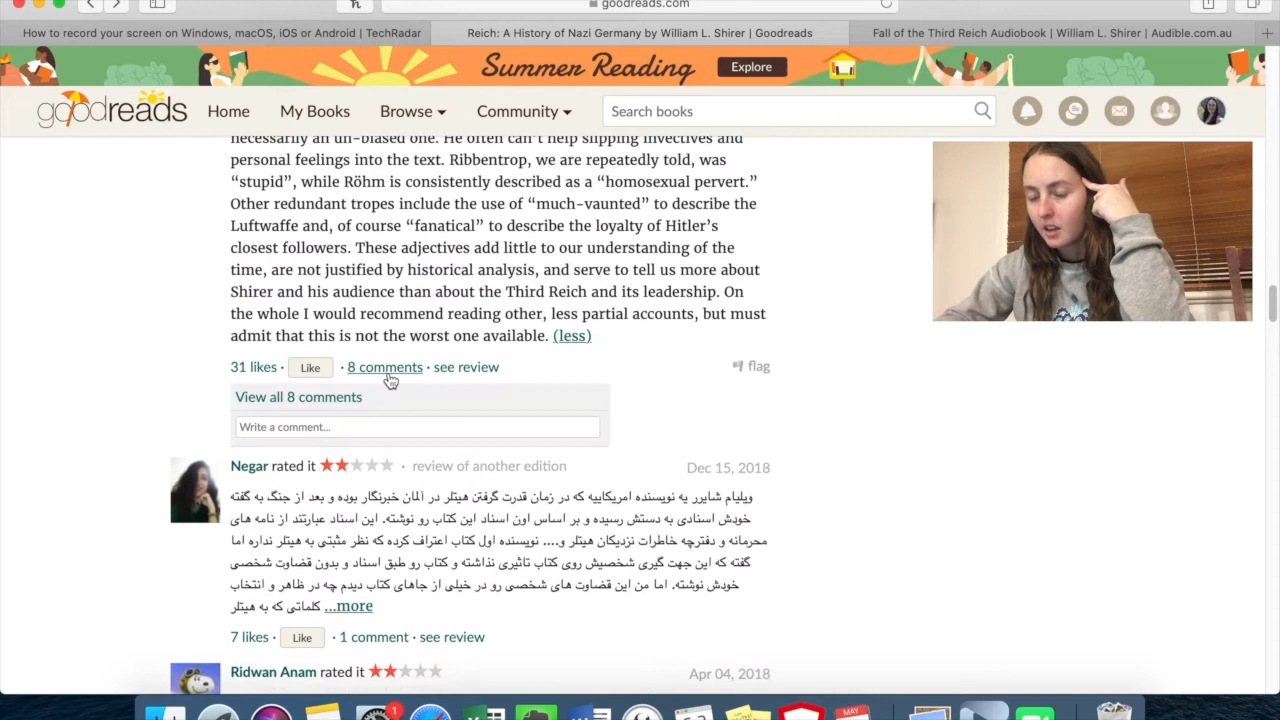 goodreads.com
How to record your screen on Windows, macOS, iOS or Android | TechRadar
Reich: A History of Nazi Germany by William L. Shirer | Goodreads
Fall of the Third Reich Audiobook | William L. Shirer | Audible.com.au
Summer Reading
Explore
goodreads
Home
My Books
Browse
Community
Search books
necessarily an un-biased one. He often can't help slipping invectives and
personal feelings into the text. Ribbentrop, we are repeatedly told, was
“stupid”, while Röhm is consistently described as a “homosexual pervert.”
Other redundant tropes include the use of “much-vaunted” to describe the
Luftwaffe and, of course “fanatical” to describe the loyalty of Hitler’s
closest followers. These adjectives add little to our understanding of the
time, are not justified by historical analysis, and serve to tell us more about
Shirer and his audience than about the Third Reich and its leadership. On
the whole I would recommend reading other, less partial accounts, but must
admit that this is not the worst one available. (less)
31 likes · Like · 8 comments · see review
flag
View all 8 comments
Write a comment...
Negar rated it · review of another edition
Dec 15, 2018
ویلیام شایرر یه نویسنده امریکاییه که در زمان قدرت گرفتن هیتلر در آلمان خبرنگار بوده و بعد از جنگ به گفته
خودش اسنادی به دستش رسیده و بر اساس اون اسناد این کتاب رو نوشته. این اسناد عبارتند از نامه های
محرمانه و دفترچه خاطرات نزدیکان هیتلر و.... نویسنده اول کتاب اعتراف کرده که نظر مثبتی به هیتلر نداره اما
گفته که این جهت گیری شخصیش روی کتاب تاثیری نذاشته و کتاب رو طبق اسناد و بدون قضاوت شخصی
خودش نوشته. اما من این قضاوت های شخصی رو در خیلی از جاهای کتاب دیدم چه در ظاهر و انتخاب
کلماتی که به هیتلر ...more
7 likes · Like · 1 comment · see review
Ridwan Anam rated it
Apr 04, 2018
1
MAY